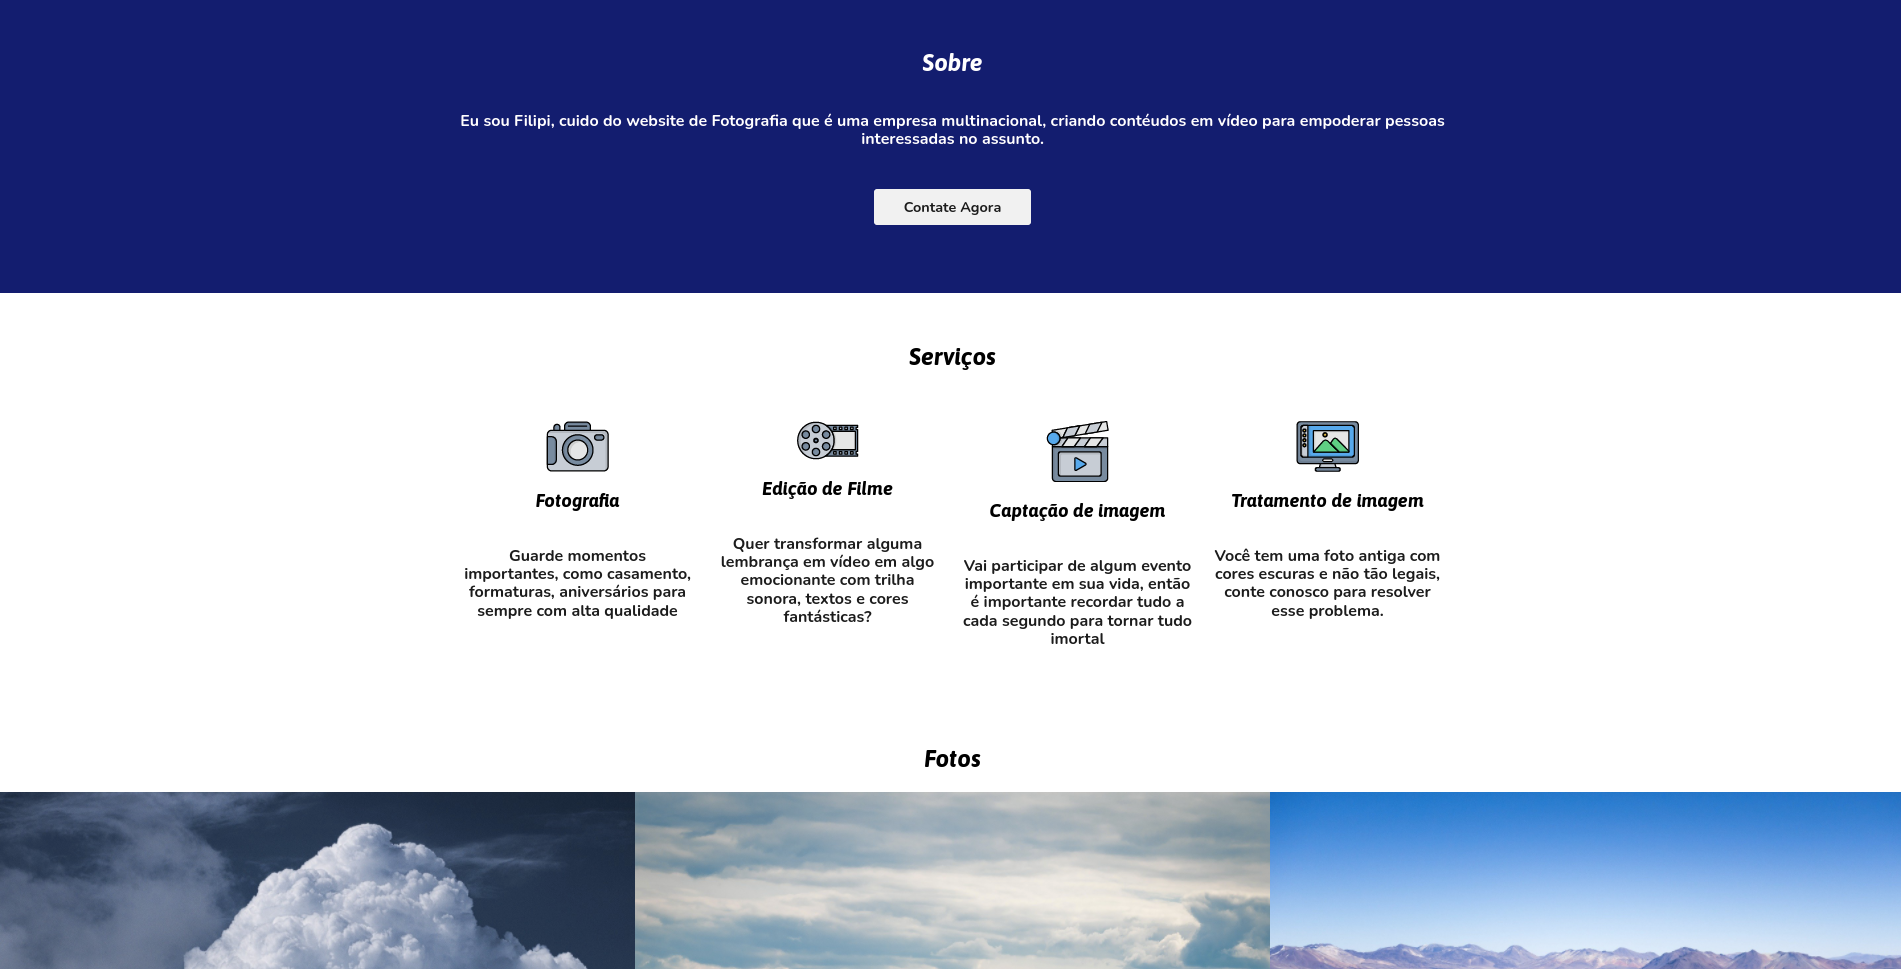 Sobre
Eu sou Filipi, cuido do website de Fotografia que é uma empresa multinacional, criando contéudos em vídeo para empoderar pessoas
interessadas no assunto.
Contate Agora
Serviços
Fotografia
Guarde momentos
importantes, como casamento,
formaturas, aniversários para
sempre com alta qualidade
Edição de Filme
Quer transformar alguma
lembrança em vídeo em algo
emocionante com trilha
sonora, textos e cores
fantásticas?
Captação de imagem
Vai participar de algum evento
importante em sua vida, então
é importante recordar tudo a
cada segundo para tornar tudo
imortal
Tratamento de imagem
Você tem uma foto antiga com
cores escuras e não tão legais,
conte conosco para resolver
esse problema.
Fotos